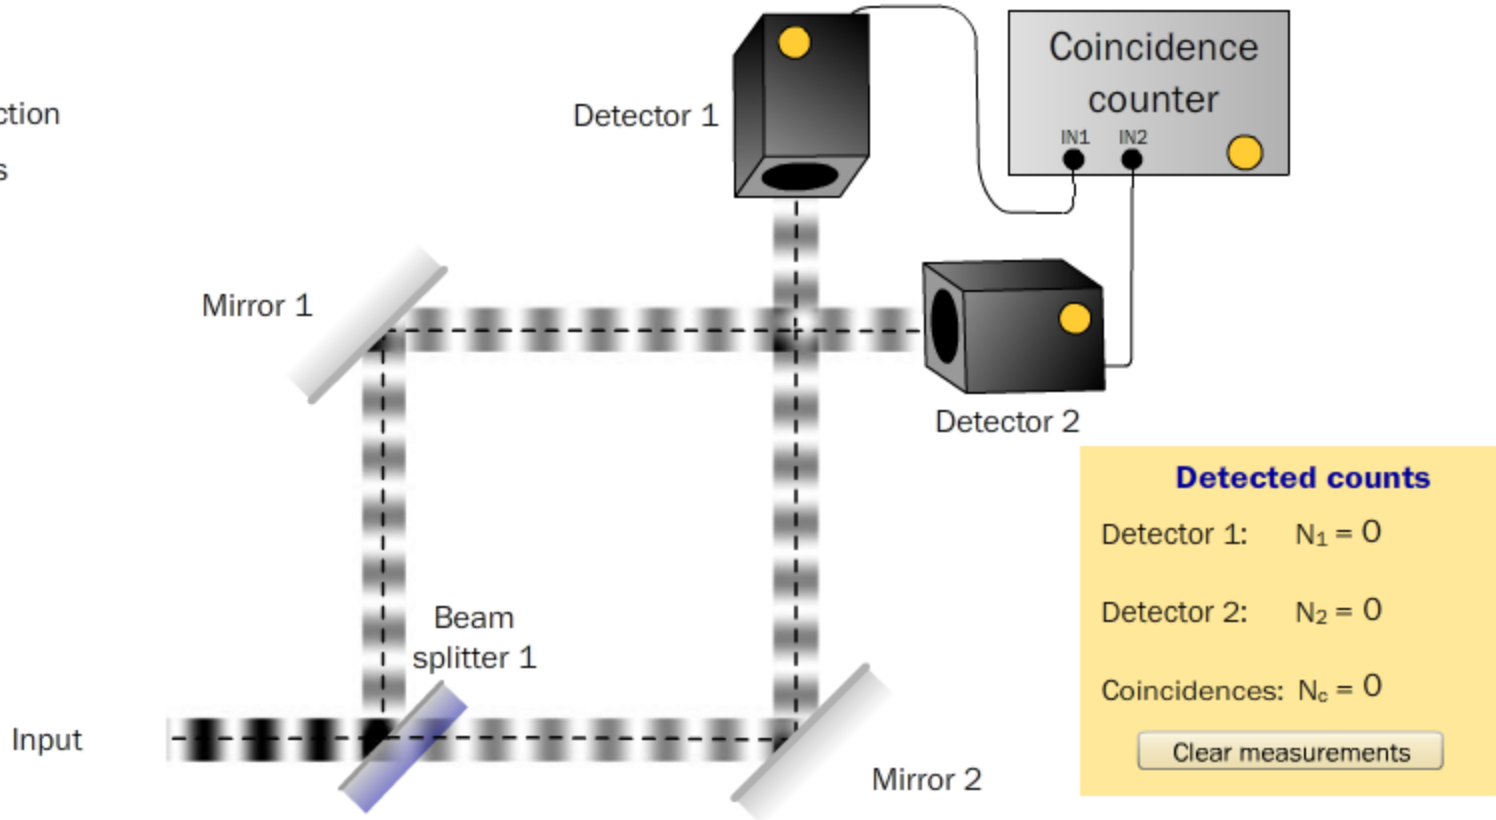 Coincidence
counter
IN1 IN2
Detector 1
ction
s
Mirror 1
Detector 2
Detected counts
Detector 1: N₁ = 0
Detector 2: N₂ = 0
Coincidences: N꜀ = 0
Clear measurements
Beam
splitter 1
Input
Mirror 2